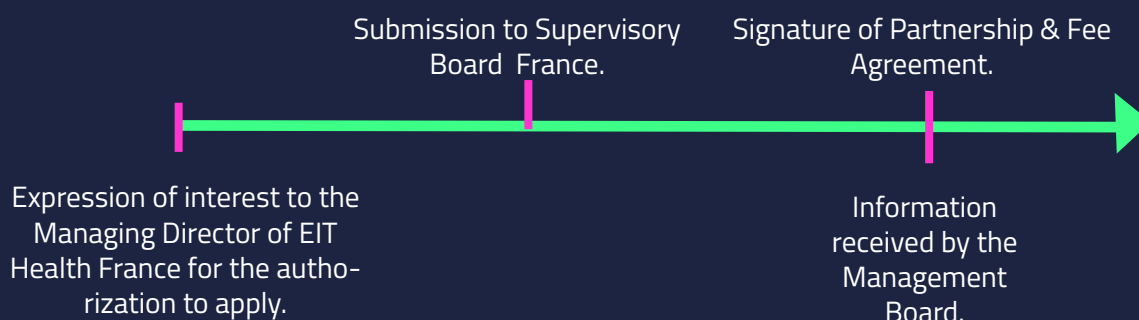 Submission to Supervisory
Board France.
Signature of Partnership & Fee
Agreement.
Expression of interest to the
Managing Director of EIT
Health France for the autho-
rization to apply.
Information
received by the
Management
Board.